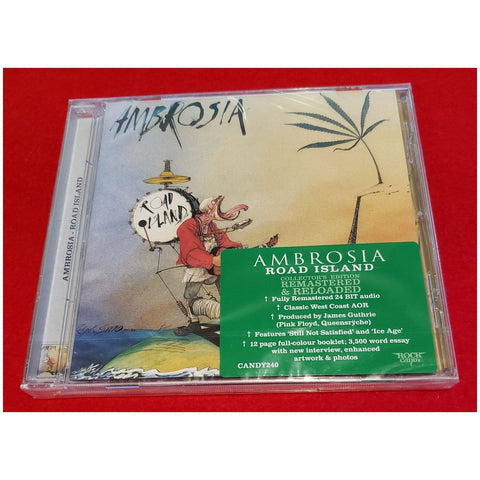 AMBROSIA
ROAD
ISLAND
AMBROSIA - ROAD ISLAND
AMBROSIA
ROAD ISLAND
COLLECTOR'S EDITION
REMASTERED
& RELOADED
↑ Fully Remastered 24 BIT audio
↑ Classic West Coast AOR
↑ Produced by James Guthrie
(Pink Floyd, Queensrÿche)
↑ Features 'Still Not Satisfied' and 'Ice Age'
↑ 12 page full-colour booklet; 3,500 word essay
with new interview, enhanced
artwork & photos
CANDY240
ROCK
CANDY